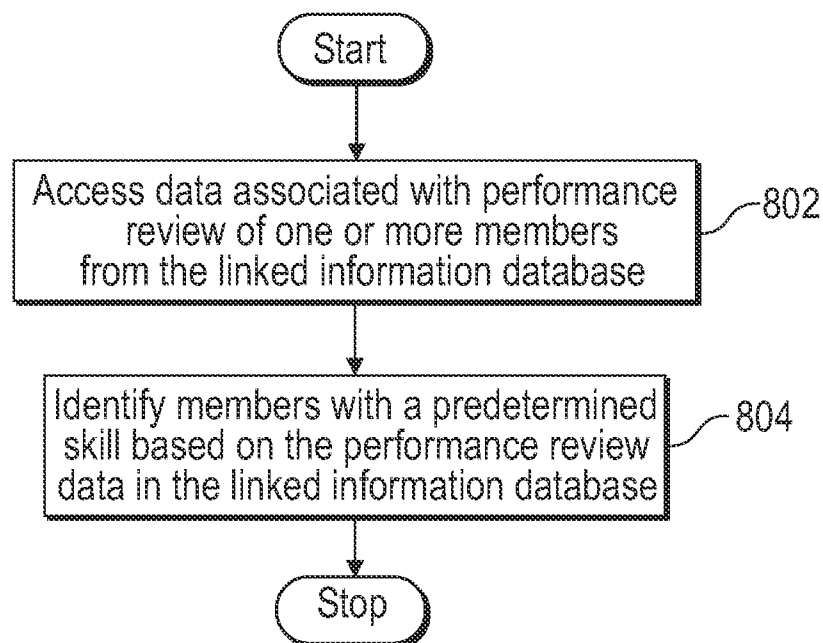 Start
Access data associated with performance
review of one or more members
from the linked information database
802
Identify members with a predetermined
skill based on the performance review
data in the linked information database
804
Stop